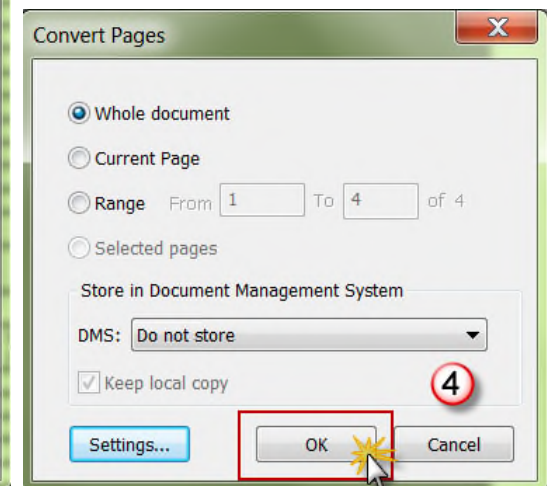 Convert Pages
Whole document
Current Page
Range From 1 To 4 of 4
Selected pages
Store in Document Management System
DMS: Do not store
Keep local copy
4
Settings... OK Cancel